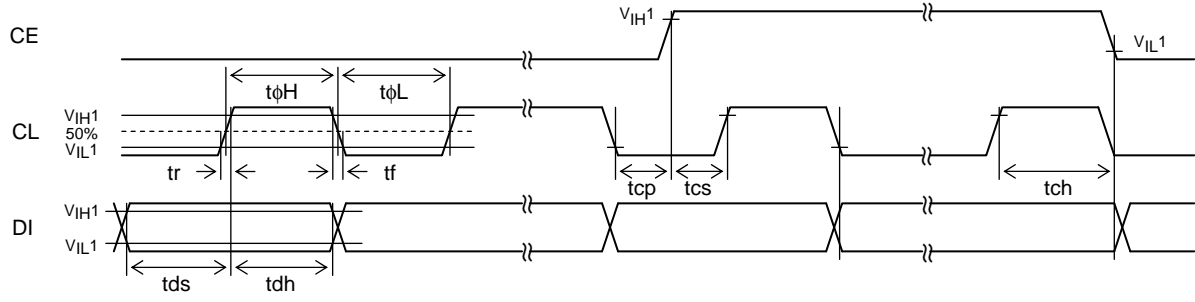 CE
VIH1
VIL1
tϕH
tϕL
CL
VIH1
50%
VIL1
tr
tf
tcp
tcs
tch
DI
VIH1
VIL1
tds
tdh